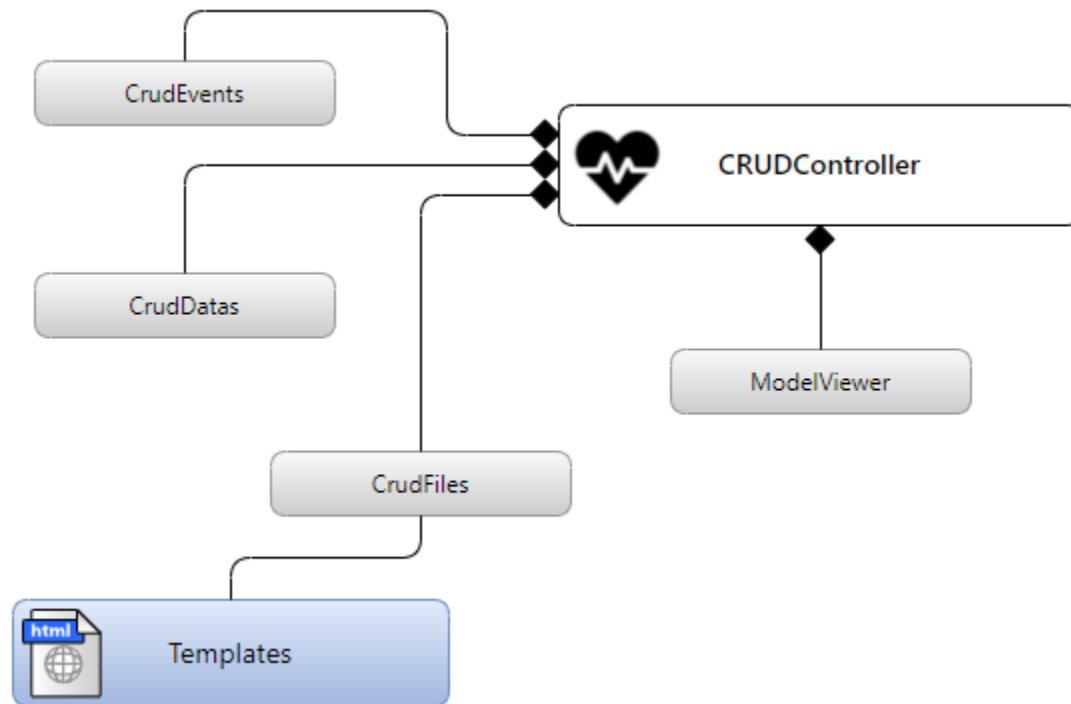 CrudEvents
CRUDController
CrudDatas
ModelViewer
CrudFiles
html
Templates